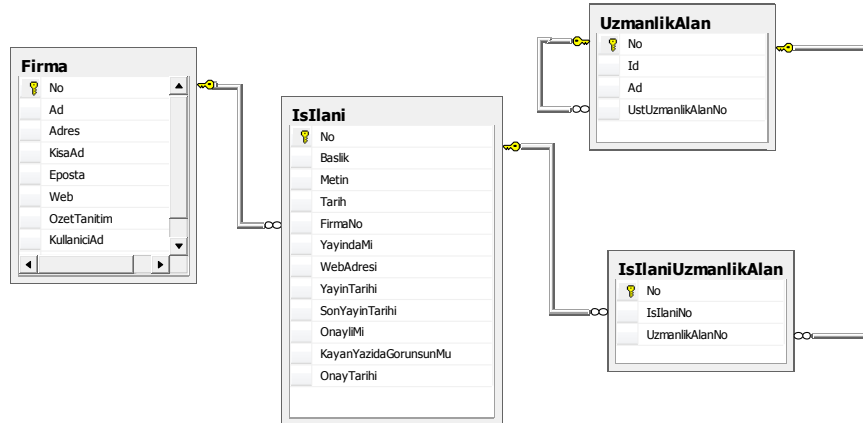 Firma
No
Ad
Adres
KisaAd
Eposta
Web
OzetTanitim
KullaniciAd
IsIlani
No
Baslik
Metin
Tarih
FirmaNo
YayindaMi
WebAdresi
YayinTarihi
SonYayinTarihi
OnayliMi
KayanYazidaGorunsunMu
OnayTarihi
UzmanlikAlan
No
Id
Ad
UstUzmanlikAlanNo
IsIlaniUzmanlikAlan
No
IsIlaniNo
UzmanlikAlanNo